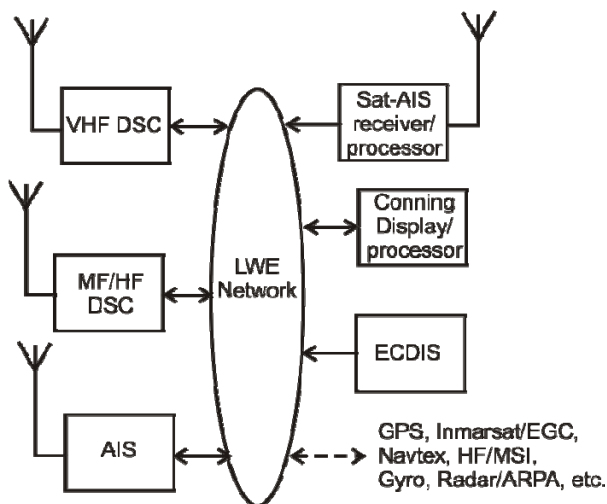 VHF DSC
Sat-AIS
receiver/
processor
Conning
Display/
processor
LWE
Network
MF/HF
DSC
ECDIS
AIS
GPS, Inmarsat/EGC,
Navtex, HF/MSI,
Gyro, Radar/ARPA, etc.